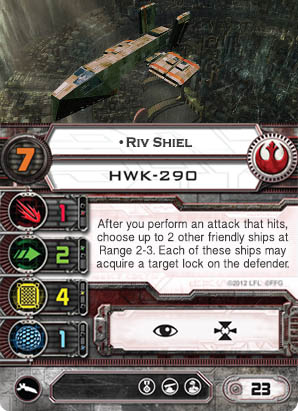 • Riv Shiel
7
HWK-290
1
After you perform an attack that hits,
choose up to 2 other friendly ships at
2
Range 2-3. Each of these ships may
acquire a target lock on the defender.
4
©2012 LFL ©FFG
1
23